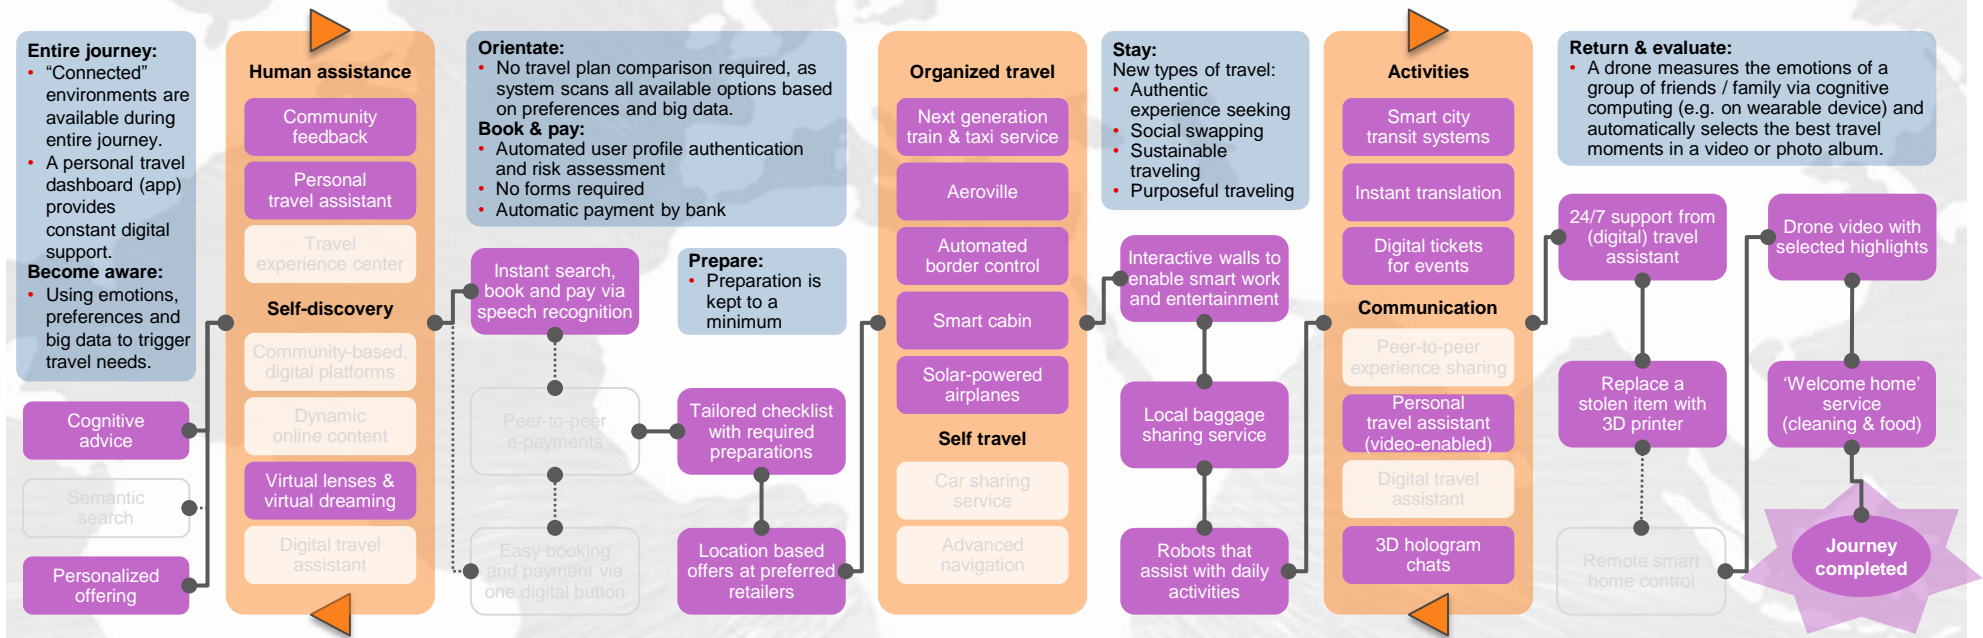 Entire journey:
• “Connected”
environments are
available during
entire journey.
• A personal travel
dashboard (app)
provides
constant digital
support.
Become aware:
• Using emotions,
preferences and
big data to trigger
travel needs.
Cognitive
advice
Semantic
search
Personalized
offering
Human assistance
Community
feedback
Personal
travel assistant
Travel
experience center
Self-discovery
Community-based,
digital platforms
Dynamic
online content
Virtual lenses &
virtual dreaming
Digital travel
assistant
Orientate:
• No travel plan comparison required, as
system scans all available options based
on preferences and big data.
Book & pay:
• Automated user profile authentication
and risk assessment
• No forms required
• Automatic payment by bank
Instant search,
book and pay via
speech recognition
Peer-to-peer
e-payments
Easy booking
and payment via
one digital button
Prepare:
• Preparation is
kept to a
minimum
Tailored checklist
with required
preparations
Location based
offers at preferred
retailers
Organized travel
Next generation
train & taxi service
Aeroville
Automated
border control
Smart cabin
Solar-powered
airplanes
Self travel
Car sharing
service
Advanced
navigation
Stay:
New types of travel:
• Authentic
experience seeking
• Social swapping
• Sustainable
traveling
• Purposeful traveling
Interactive walls to
enable smart work
and entertainment
Local baggage
sharing service
Robots that
assist with daily
activities
Activities
Smart city
transit systems
Instant translation
Digital tickets
for events
Communication
Peer-to-peer
experience sharing
Personal
travel assistant
(video-enabled)
Digital travel
assistant
3D hologram
chats
Return & evaluate:
• A drone measures the emotions of a
group of friends / family via cognitive
computing (e.g. on wearable device) and
automatically selects the best travel
moments in a video or photo album.
24/7 support from
(digital) travel
assistant
Replace a
stolen item with
3D printer
Remote smart
home control
Drone video with
selected highlights
‘Welcome home’
service
(cleaning & food)
Journey
completed